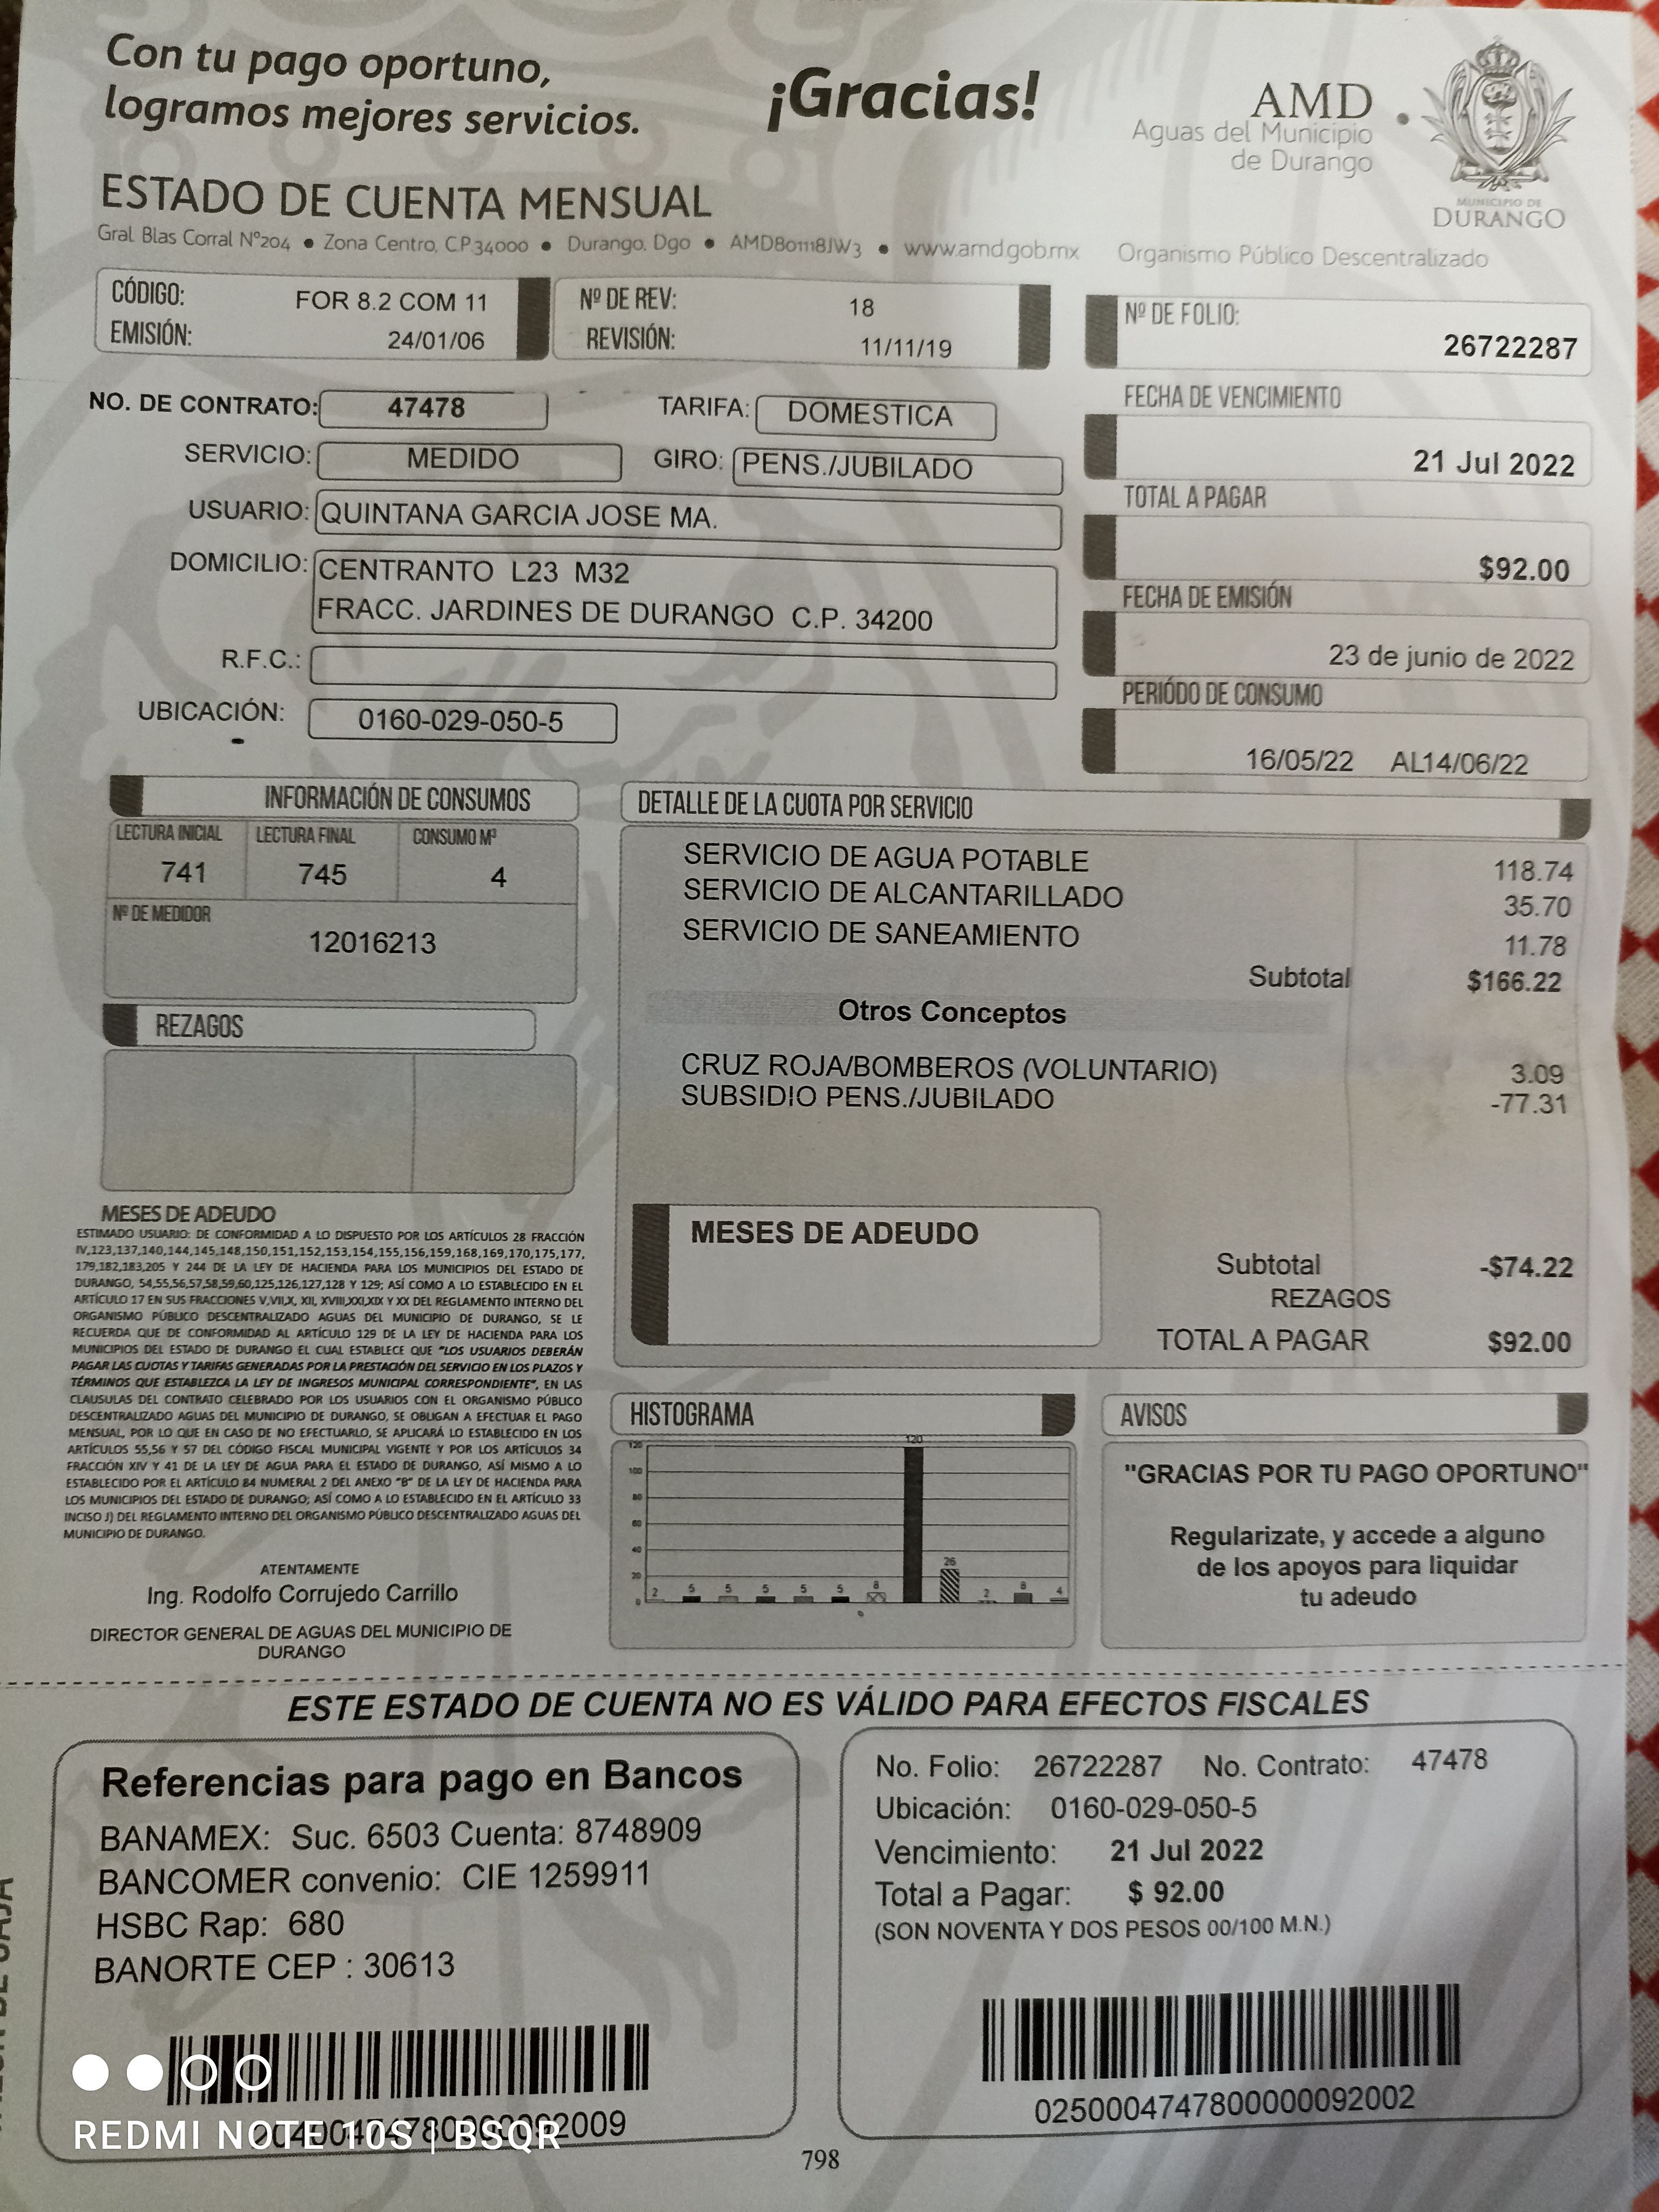 Con tu pago oportuno,
logramos mejores servicios.
¡Gracias!
AMD
Aguas del Municipio
de Durango
MUNICIPIO DE
DURANGO
ESTADO DE CUENTA MENSUAL
Gral. Blas Corral Nº204 • Zona Centro, C.P.34000 • Durango, Dgo • AMD801118JW3 • www.amd.gob.mx Organismo Público Descentralizado
CÓDIGO: FOR 8.2 COM 11
EMISIÓN: 24/01/06
Nº DE REV: 18
REVISIÓN: 11/11/19
Nº DE FOLIO:
26722287
NO. DE CONTRATO: 47478
TARIFA: DOMESTICA
SERVICIO: MEDIDO
GIRO: PENS./JUBILADO
USUARIO: QUINTANA GARCIA JOSE MA.
DOMICILIO: CENTRANTO L23 M32
FRACC. JARDINES DE DURANGO C.P. 34200
R.F.C.:
UBICACIÓN: 0160-029-050-5
FECHA DE VENCIMIENTO
21 Jul 2022
TOTAL A PAGAR
$92.00
FECHA DE EMISIÓN
23 de junio de 2022
PERIÓDO DE CONSUMO
16/05/22 AL14/06/22
INFORMACIÓN DE CONSUMOS
LECTURA INICIAL LECTURA FINAL CONSUMO M³
741 745 4
Nº DE MEDIDOR
12016213
REZAGOS
MESES DE ADEUDO
ESTIMADO USUARIO: DE CONFORMIDAD A LO DISPUESTO POR LOS ARTÍCULOS 28 FRACCIÓN
IV,123,137,140,144,145,148,150,151,152,153,154,155,156,159,168,169,170,175,177,
179,182,183,205 Y 244 DE LA LEY DE HACIENDA PARA LOS MUNICIPIOS DEL ESTADO DE
DURANGO, 54,55,56,57,58,59,60,125,126,127,128 Y 129; ASÍ COMO A LO ESTABLECIDO EN EL
ARTÍCULO 17 EN SUS FRACCIONES V,VII,X, XII, XVIII,XXI,XIX Y XX DEL REGLAMENTO INTERNO DEL
ORGANISMO PÚBLICO DESCENTRALIZADO AGUAS DEL MUNICIPIO DE DURANGO, SE LE
RECUERDA QUE DE CONFORMIDAD AL ARTÍCULO 129 DE LA LEY DE HACIENDA PARA LOS
MUNICIPIOS DEL ESTADO DE DURANGO EL CUAL ESTABLECE QUE "LOS USUARIOS DEBERÁN
PAGAR LAS CUOTAS Y TARIFAS GENERADAS POR LA PRESTACIÓN DEL SERVICIO EN LOS PLAZOS Y
TÉRMINOS QUE ESTABLEZCA LA LEY DE INGRESOS MUNICIPAL CORRESPONDIENTE", EN LAS
CLAUSULAS DEL CONTRATO CELEBRADO POR LOS USUARIOS CON EL ORGANISMO PÚBLICO
DESCENTRALIZADO AGUAS DEL MUNICIPIO DE DURANGO, SE OBLIGAN A EFECTUAR EL PAGO
MENSUAL, POR LO QUE EN CASO DE NO EFECTUARLO, SE APLICARÁ LO ESTABLECIDO EN LOS
ARTÍCULOS 55,56 Y 57 DEL CÓDIGO FISCAL MUNICIPAL VIGENTE Y POR LOS ARTÍCULOS 34
FRACCIÓN XIV Y 41 DE LA LEY DE AGUA PARA EL ESTADO DE DURANGO, ASÍ MISMO A LO
ESTABLECIDO POR EL ARTÍCULO 84 NUMERAL 2 DEL ANEXO "B" DE LA LEY DE HACIENDA PARA
LOS MUNICIPIOS DEL ESTADO DE DURANGO; ASÍ COMO A LO ESTABLECIDO EN EL ARTÍCULO 33
INCISO J) DEL REGLAMENTO INTERNO DEL ORGANISMO PÚBLICO DESCENTRALIZADO AGUAS DEL
MUNICIPIO DE DURANGO.
ATENTAMENTE
Ing. Rodolfo Corrujedo Carrillo
DIRECTOR GENERAL DE AGUAS DEL MUNICIPIO DE
DURANGO
DETALLE DE LA CUOTA POR SERVICIO
SERVICIO DE AGUA POTABLE 118.74
SERVICIO DE ALCANTARILLADO 35.70
SERVICIO DE SANEAMIENTO 11.78
Subtotal $166.22
Otros Conceptos
CRUZ ROJA/BOMBEROS (VOLUNTARIO) 3.09
SUBSIDIO PENS./JUBILADO -77.31
MESES DE ADEUDO
Subtotal -$74.22
REZAGOS
TOTAL A PAGAR $92.00
HISTOGRAMA
120
100
80
60
40
20
0
2 5 5 5 5 5 8 120 26 2 8 4
AVISOS
"GRACIAS POR TU PAGO OPORTUNO"
Regularizate, y accede a alguno
de los apoyos para liquidar
tu adeudo
ESTE ESTADO DE CUENTA NO ES VÁLIDO PARA EFECTOS FISCALES
Referencias para pago en Bancos
BANAMEX: Suc. 6503 Cuenta: 8748909
BANCOMER convenio: CIE 1259911
HSBC Rap: 680
BANORTE CEP : 30613
No. Folio: 26722287 No. Contrato: 47478
Ubicación: 0160-029-050-5
Vencimiento: 21 Jul 2022
Total a Pagar: $ 92.00
(SON NOVENTA Y DOS PESOS 00/100 M.N.)
0250004747800000092002
REDMI NOTE 10S | BSQR
798